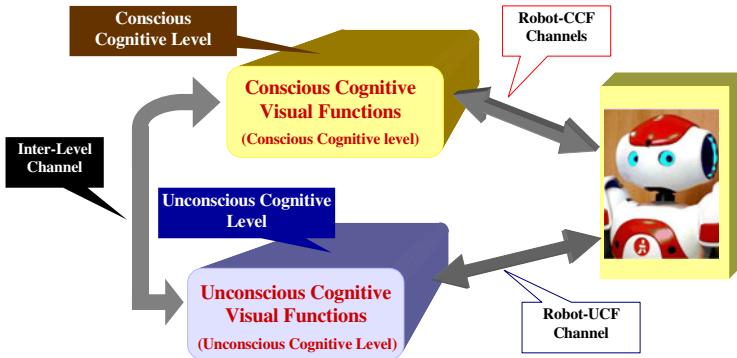 Conscious
Cognitive Level
Robot-CCF
Channels
Conscious Cognitive
Visual Functions
(Conscious Cognitive level)
Inter-Level
Channel
Unconscious Cognitive
Level
Unconscious Cognitive
Visual Functions
(Unconscious Cognitive Level)
Robot-UCF
Channel